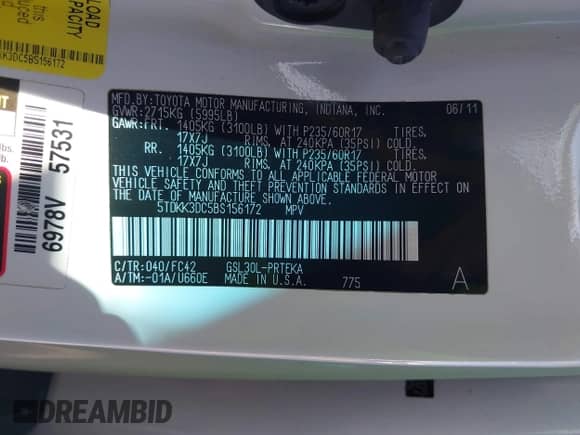 LOAD
CAPACITY
this
duced
KK3DC5BS156172
6978V 57531
lbs.
MFD. BY: TOYOTA MOTOR MANUFACTURING, INDIANA, INC. 06/11
GVWR: 2715KG (5995LB)
GAWR: FRT. 1405KG (3100LB) WITH P235/60R17 TIRES,
17X7J RIMS, AT 240KPA (35PSI) COLD.
RR. 1405KG (3100LB) WITH P235/60R17 TIRES,
17X7J RIMS, AT 240KPA (35PSI) COLD.
THIS VEHICLE CONFORMS TO ALL APPLICABLE FEDERAL MOTOR
VEHICLE SAFETY AND THEFT PREVENTION STANDARDS IN EFFECT
ON THE DATE OF MANUFACTURE SHOWN ABOVE.
5TDKK3DC5BS156172 MPV
C/TR: 040/FC42 GSL30L-PRTEKA
A/TM: -01A/U660E MADE IN U.S.A. 775 A
DREAMBID